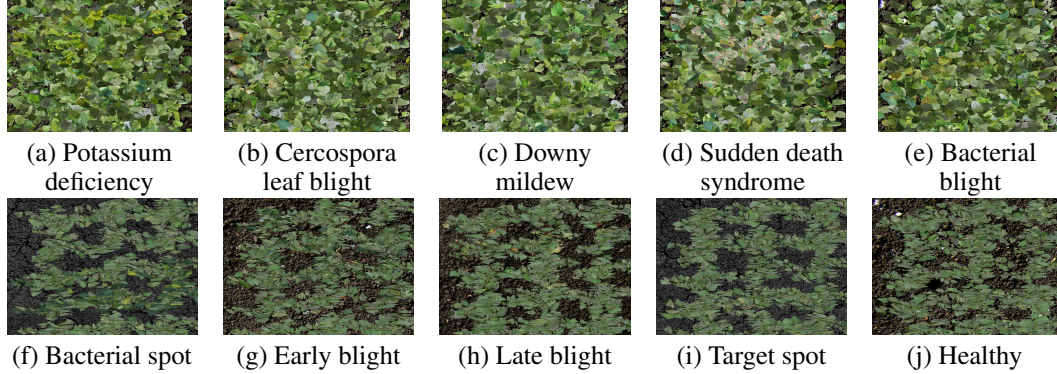 (a) Potassium
deficiency
(b) Cercospora
leaf blight
(c) Downy
mildew
(d) Sudden death
syndrome
(e) Bacterial
blight
(f) Bacterial spot
(g) Early blight
(h) Late blight
(i) Target spot
(j) Healthy